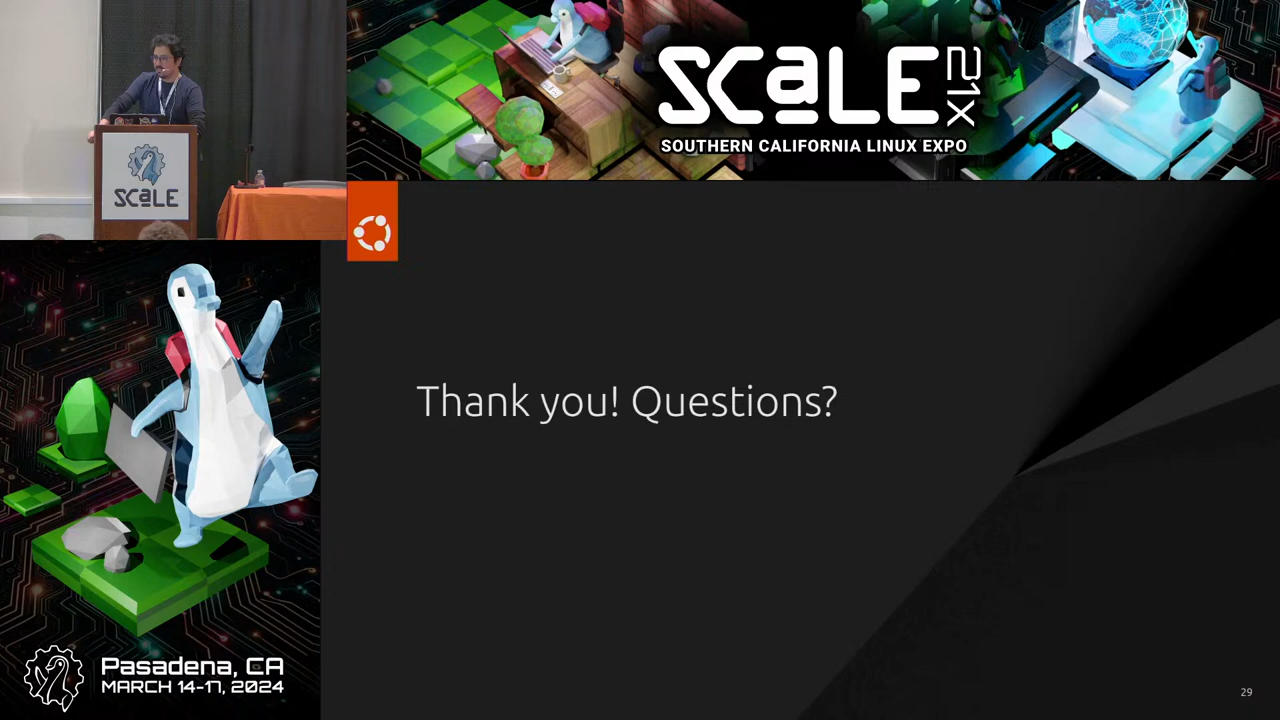 SCaLE 21X
SOUTHERN CALIFORNIA LINUX EXPO
SCaLE
Thank you! Questions?
Pasadena, CA
MARCH 14-17, 2024
29